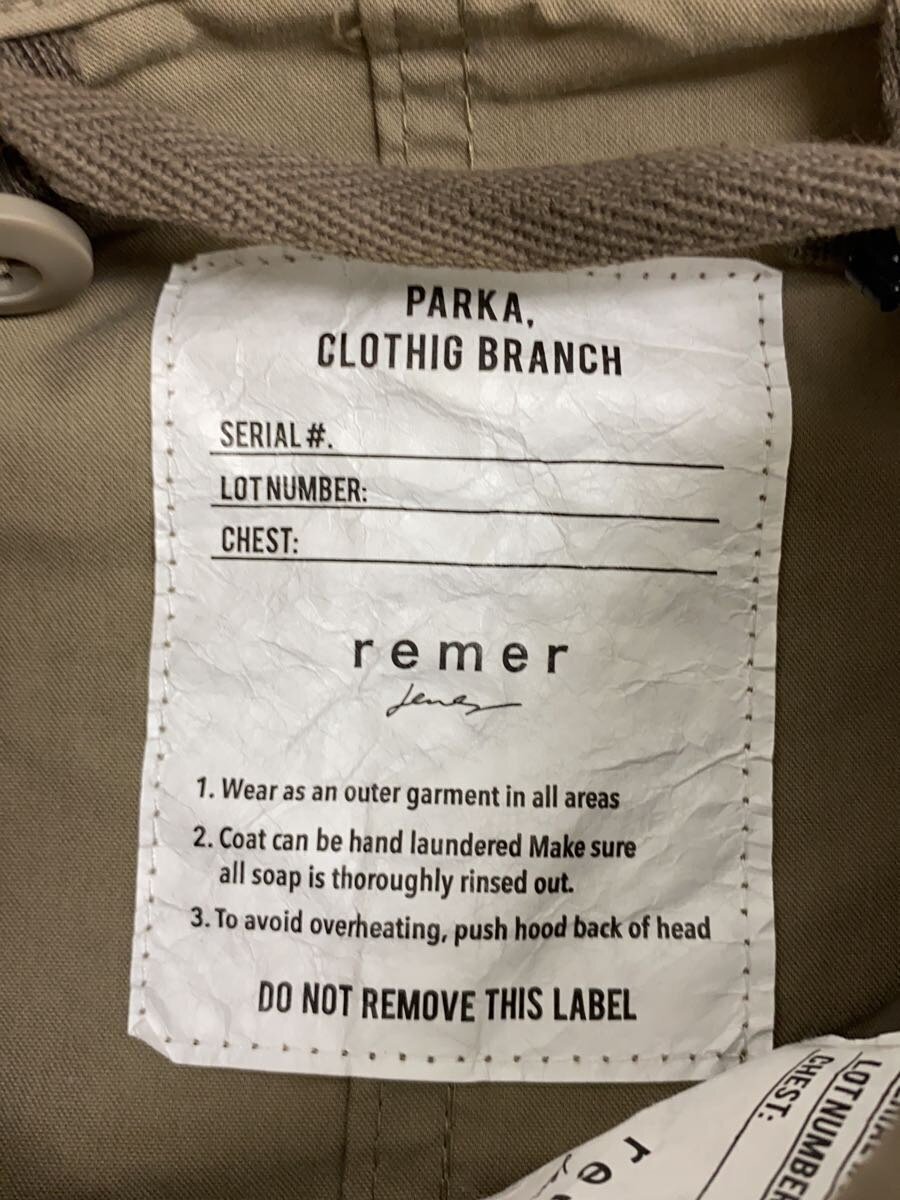 PARKA,
CLOTHIG BRANCH
SERIAL #.
LOT NUMBER:
CHEST:
remer
1. Wear as an outer garment in all areas
2. Coat can be hand laundered Make sure
all soap is thoroughly rinsed out.
3. To avoid overheating, push hood back of head
DO NOT REMOVE THIS LABEL
LOT NUMBER
CHEST: